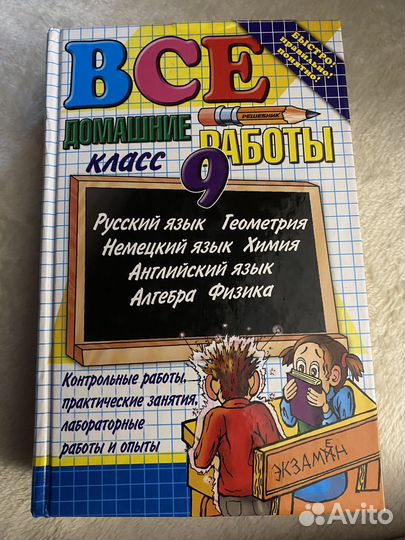 ВСЕ
БЫСТРО!
ПРАВИЛЬНО!
ПОНЯТНО!
РЕШЕБНИК
ДОМАШНИЕ
РАБОТЫ
КЛАСС
9
Русский язык Геометрия
Немецкий язык Химия
Английский язык
Алгебра Физика
Контрольные работы,
практические занятия,
лабораторные
работы и опыты
ЭКЗАМЕН
Avito